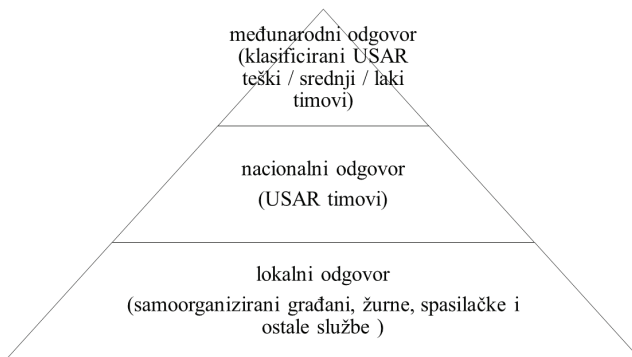 međunarodni odgovor
(klasificirani USAR
teški / srednji / laki
timovi)
nacionalni odgovor
(USAR timovi)
lokalni odgovor
(samoorganizirani građani, žurne, spasilačke i
ostale službe )